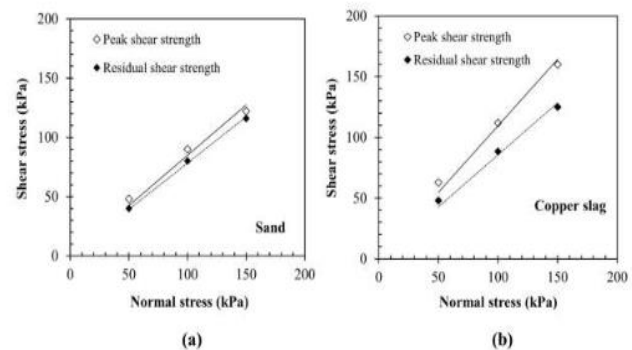 200
150
100
50
0
Shear stress (kPa)
◇ Peak shear strength
◆ Residual shear strength
Sand
0 50 100 150 200
Normal stress (kPa)
(a)
200
150
100
50
0
Shear stress (kPa)
◇ Peak shear strength
◆ Residual shear strength
Copper slag
0 50 100 150 200
Normal stress (kPa)
(b)